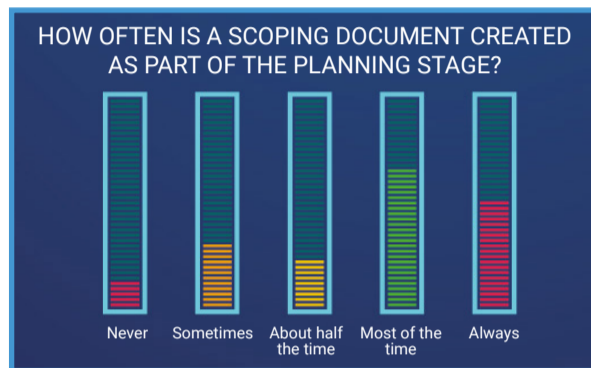 HOW OFTEN IS A SCOPING DOCUMENT CREATED
AS PART OF THE PLANNING STAGE?
Never
Sometimes
About half
the time
Most of the
time
Always